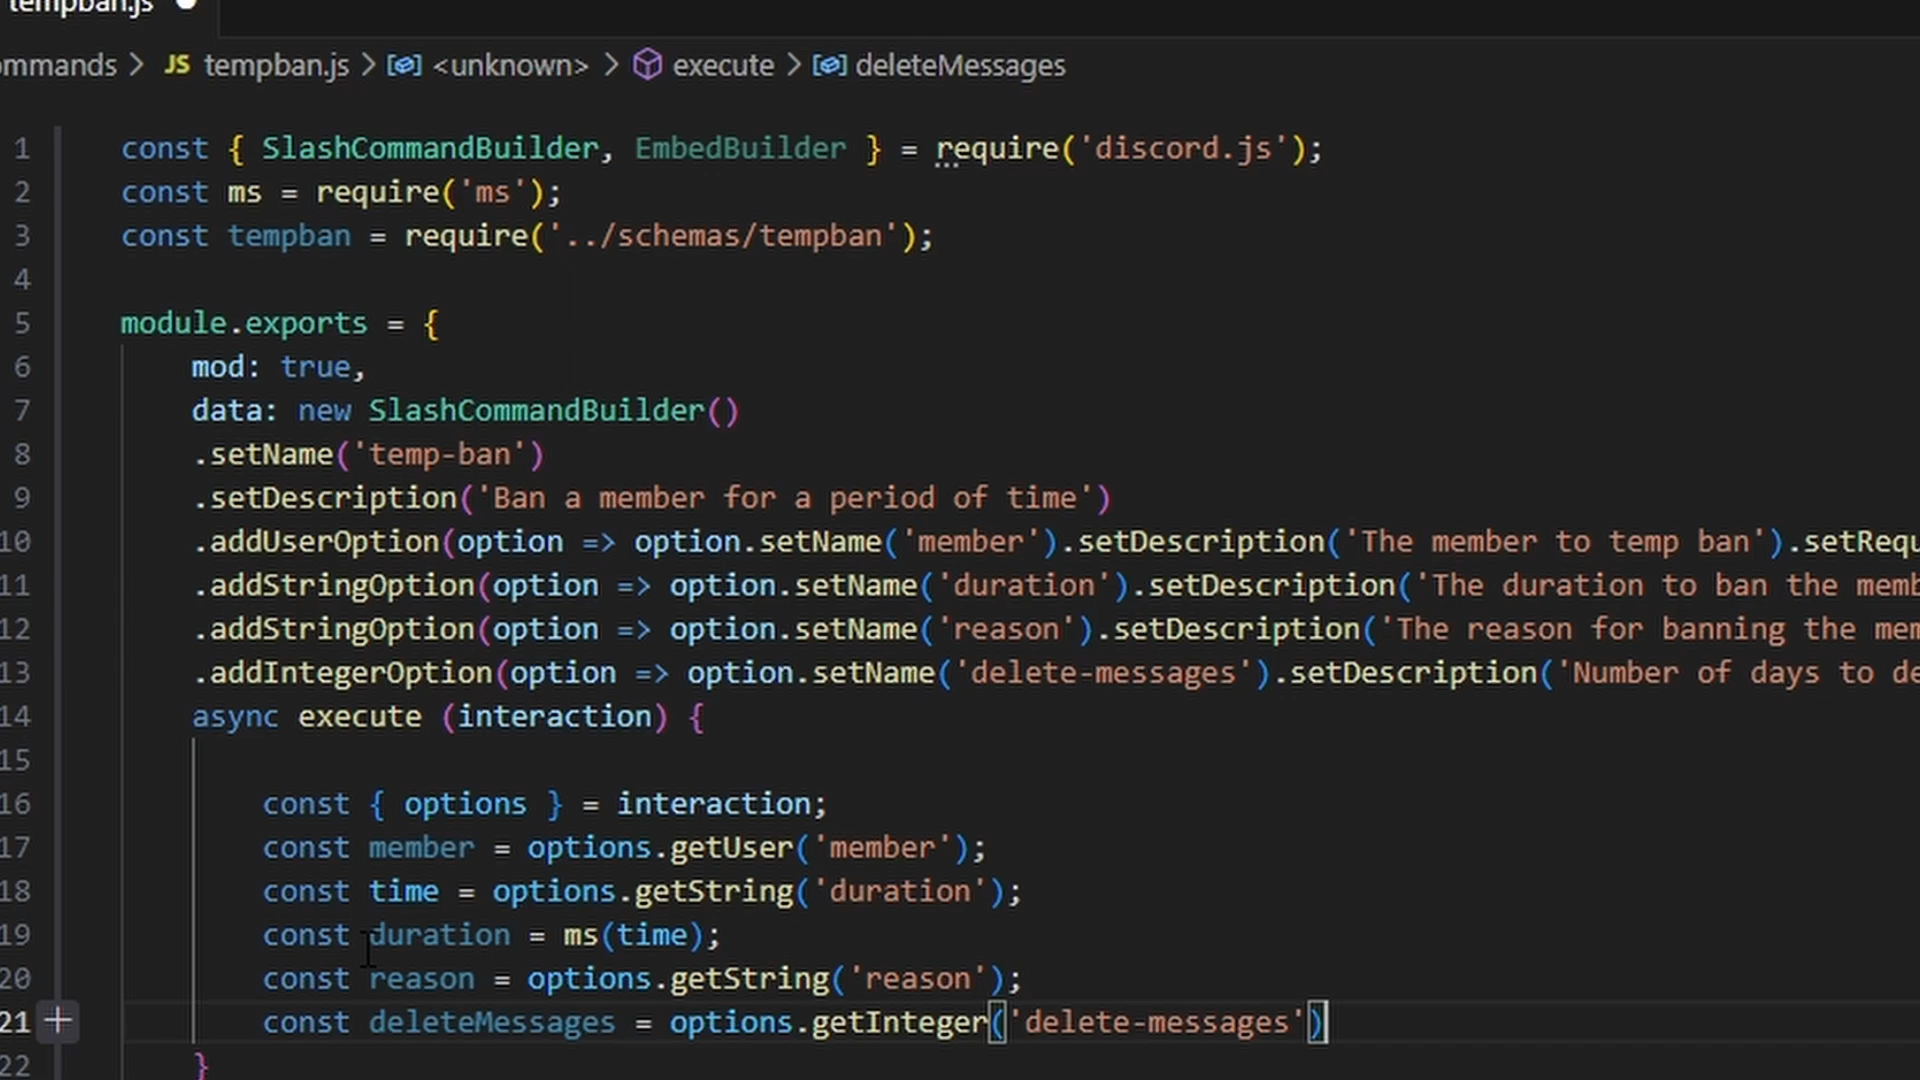 tempban.js
ommands > JS tempban.js > <unknown> > execute > deleteMessages
1 const { SlashCommandBuilder, EmbedBuilder } = require('discord.js');
2 const ms = require('ms');
3 const tempban = require('../schemas/tempban');
4
5 module.exports = {
6 mod: true,
7 data: new SlashCommandBuilder()
8 .setName('temp-ban')
9 .setDescription('Ban a member for a period of time')
10 .addUserOption(option => option.setName('member').setDescription('The member to temp ban').setRequ
11 .addStringOption(option => option.setName('duration').setDescription('The duration to ban the memb
12 .addStringOption(option => option.setName('reason').setDescription('The reason for banning the mem
13 .addIntegerOption(option => option.setName('delete-messages').setDescription('Number of days to de
14 async execute (interaction) {
15
16 const { options } = interaction;
17 const member = options.getUser('member');
18 const time = options.getString('duration');
19 const duration = ms(time);
20 const reason = options.getString('reason');
21 const deleteMessages = options.getInteger('delete-messages')
22 }